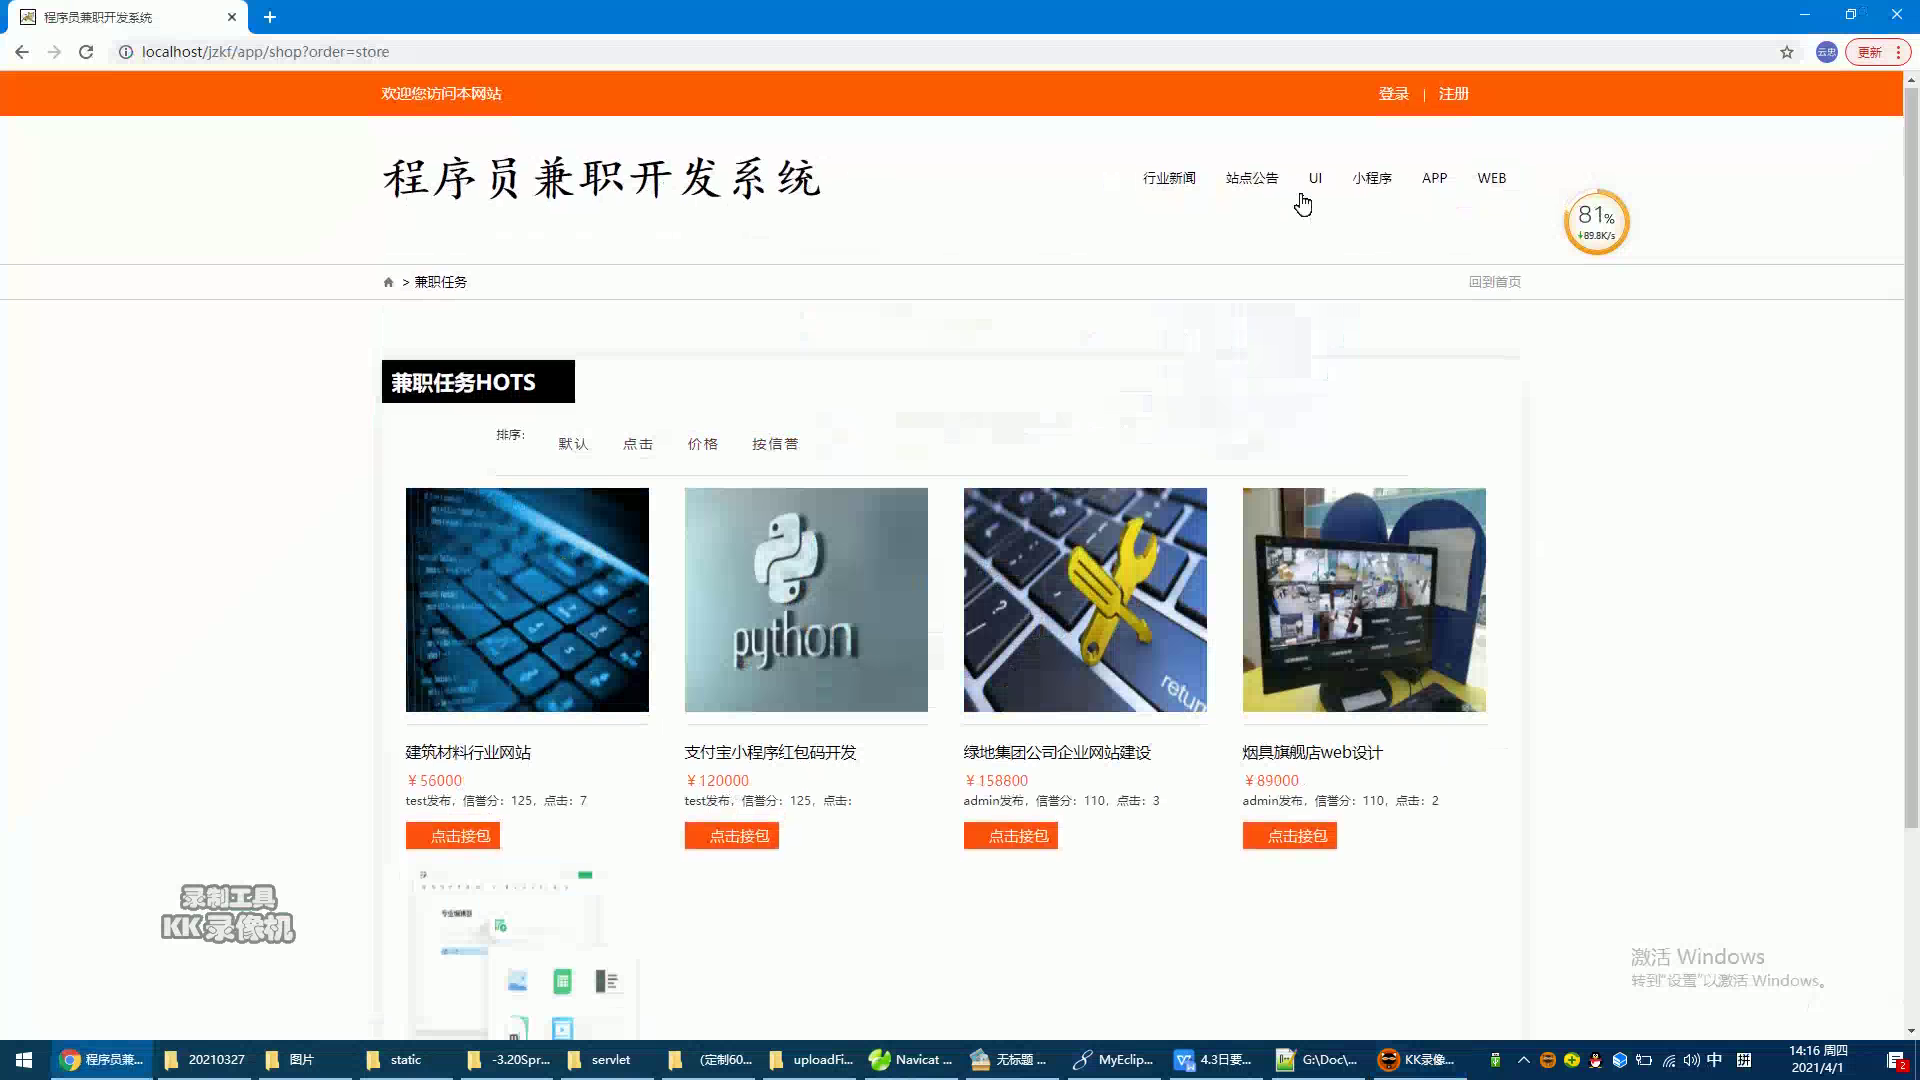 程序员兼职开发系统
localhost/jzkf/app/shop?order=store
更新
欢迎您访问本网站
登录 | 注册
程序员兼职开发系统
行业新闻 站点公告 UI 小程序 APP WEB
81%
89.8K/s
> 兼职任务
回到首页
兼职任务HOTS
排序: 默认 点击 价格 按信誉
python
return
建筑材料行业网站
¥56000
test发布，信誉分：125，点击：7
点击接包
支付宝小程序红包码开发
¥120000
test发布，信誉分：125，点击：
点击接包
绿地集团公司企业网站建设
¥158800
admin发布，信誉分：110，点击：3
点击接包
烟具旗舰店web设计
¥89000
admin发布，信誉分：110，点击：2
点击接包
专业编辑器
录制工具
KK录像机
激活 Windows
转到"设置"以激活 Windows。
程序员兼... 20210327 图片 static -3.20Spr... servlet (定制60... uploadFi... Navicat ... 无标题 ... MyEclip... 4.3日要... G:\Doc\... KK录像... 中 拼
14:16 周四
2021/4/1
2